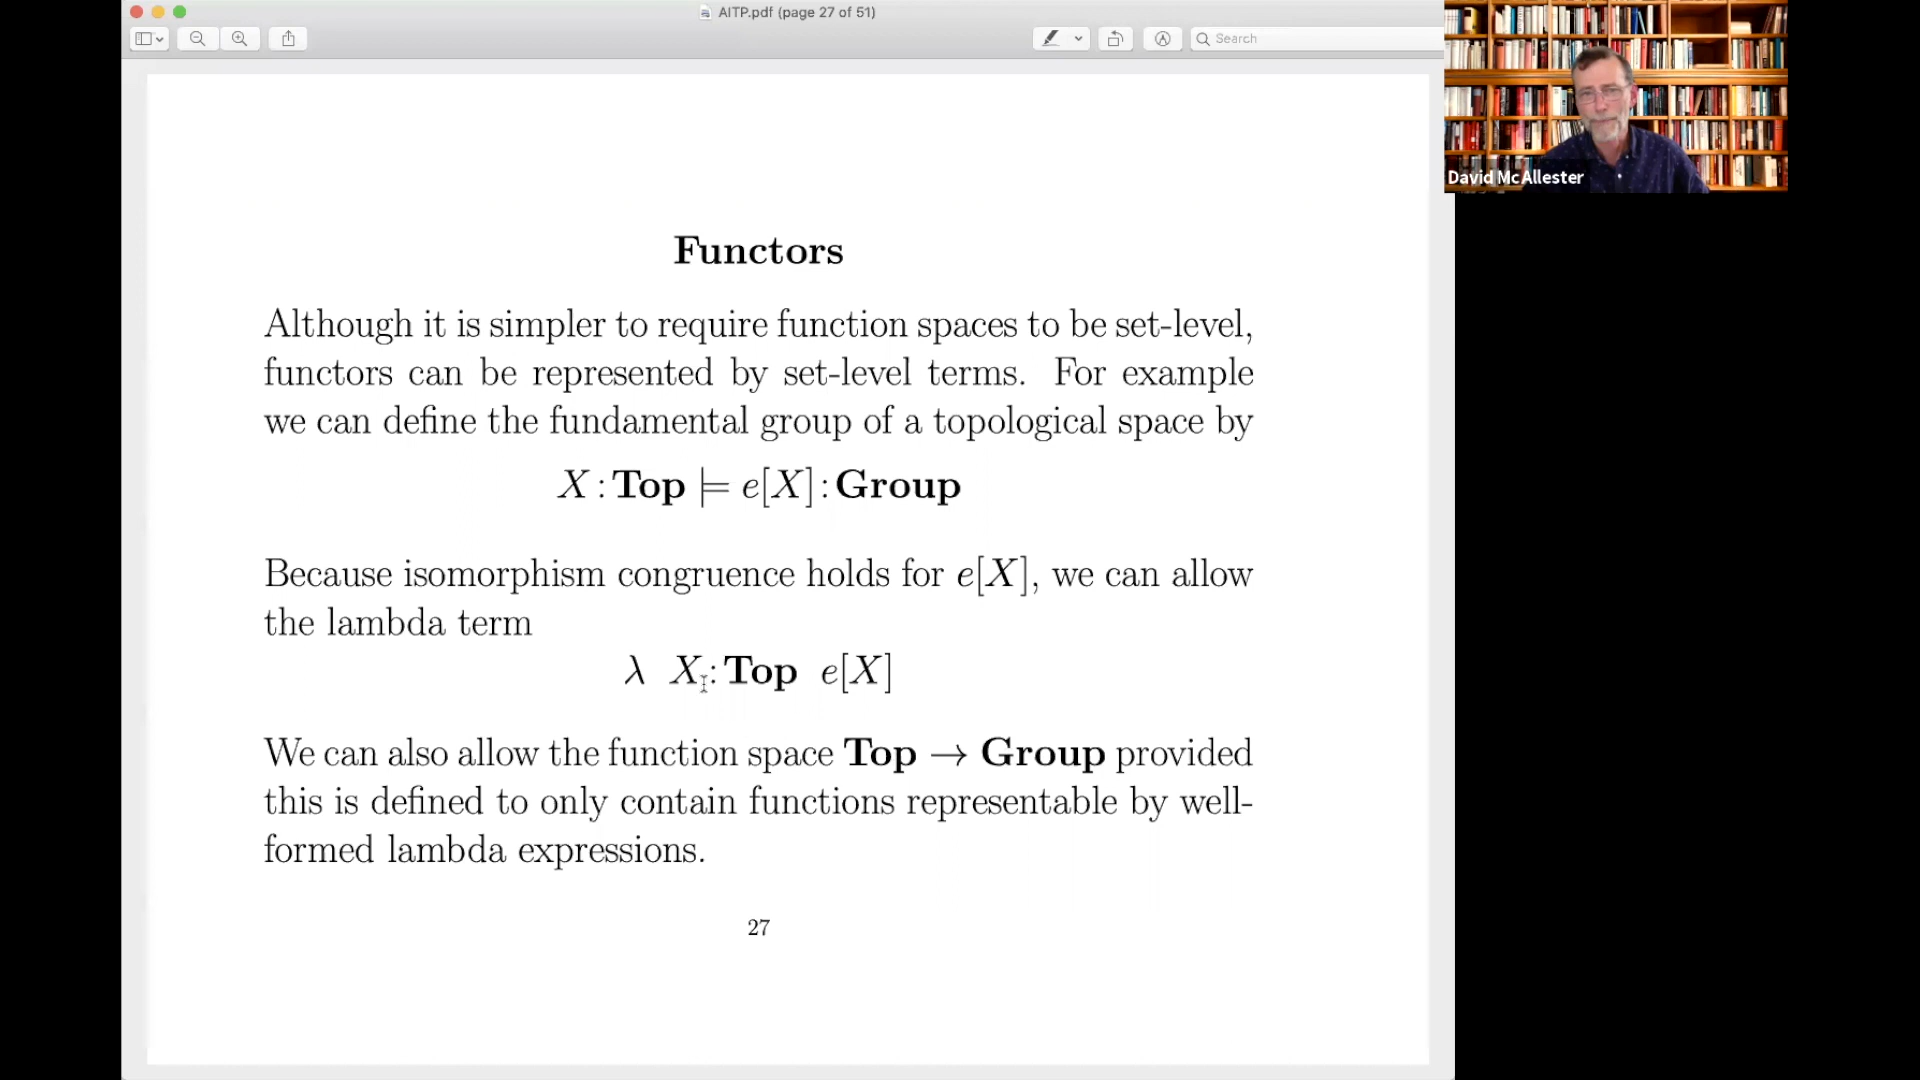 AITP.pdf (page 27 of 51)
Search
David McAllester
Functors
Although it is simpler to require function spaces to be set-level,
functors can be represented by set-level terms. For example
we can define the fundamental group of a topological space by
X : Top ⊨ e[X] : Group
Because isomorphism congruence holds for e[X], we can allow
the lambda term
λ X : Top e[X]
We can also allow the function space Top → Group provided
this is defined to only contain functions representable by well-
formed lambda expressions.
27